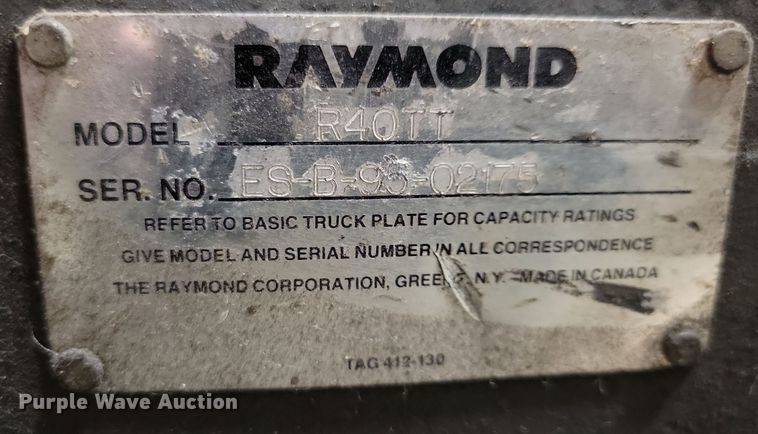 RAYMOND
MODEL R40TT
SER. NO. ES-B-95-02175
REFER TO BASIC TRUCK PLATE FOR CAPACITY RATINGS
GIVE MODEL AND SERIAL NUMBER IN ALL CORRESPONDENCE
THE RAYMOND CORPORATION, N.Y. MADE IN CANADA
TAG 412-130
Purple Wave Auction